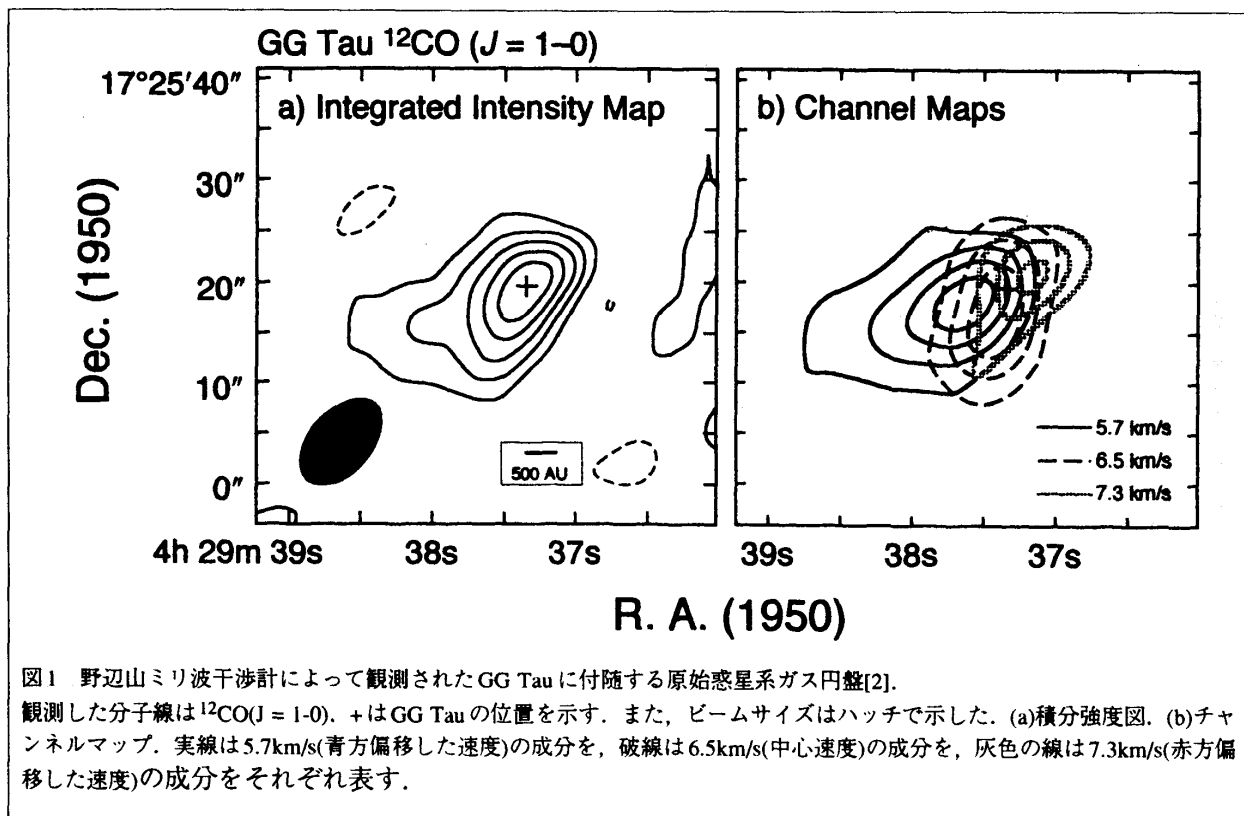 GG Tau ¹²CO (J = 1–0)
17°25′40″
a) Integrated Intensity Map
b) Channel Maps
30″
20″
10″
0″
Dec. (1950)
500 AU
5.7 km/s
6.5 km/s
7.3 km/s
4h 29m 39s
38s
37s
39s
38s
37s
R. A. (1950)
図1 野辺山ミリ波干渉計によって観測されたGG Tauに付随する原始惑星系ガス円盤[2].
観測した分子線は¹²CO(J = 1-0). +はGG Tauの位置を示す. また, ビームサイズはハッチで示した. (a)積分強度図. (b)チャ
ンネルマップ. 実線は5.7km/s(青方偏移した速度)の成分を, 破線は6.5km/s(中心速度)の成分を, 灰色の線は7.3km/s(赤方偏
移した速度)の成分をそれぞれ表す.